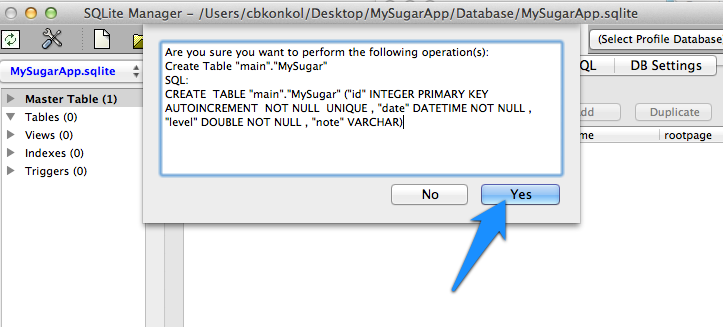 SQLite Manager - /Users/cbkonkol/Desktop/MySugarApp/Database/MySugarApp.sqlite
(Select Profile Database)
MySugarApp.sqlite
QL DB Settings
Master Table (1)
Tables (0)
Views (0)
Indexes (0)
Triggers (0)
Are you sure you want to perform the following operation(s):
Create Table "main"."MySugar"
SQL:
CREATE  TABLE "main"."MySugar" ("id" INTEGER PRIMARY KEY
AUTOINCREMENT  NOT NULL  UNIQUE , "date" DATETIME NOT NULL ,
"level" DOUBLE NOT NULL , "note" VARCHAR)
No Yes
Duplicate
me rootpage